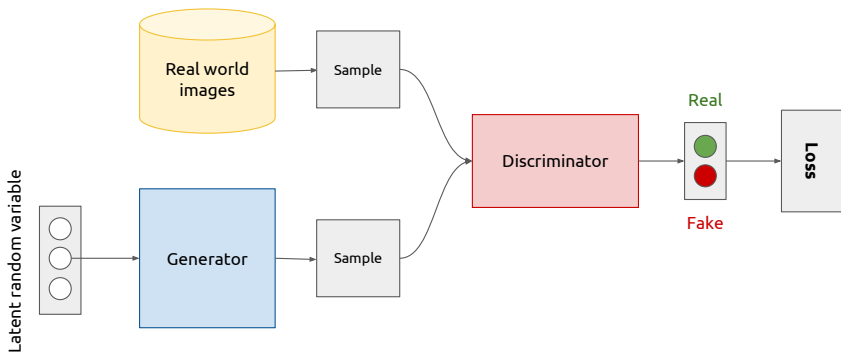 Real world
images
Sample
Real
Discriminator
Loss
Fake
Latent random variable
Generator
Sample